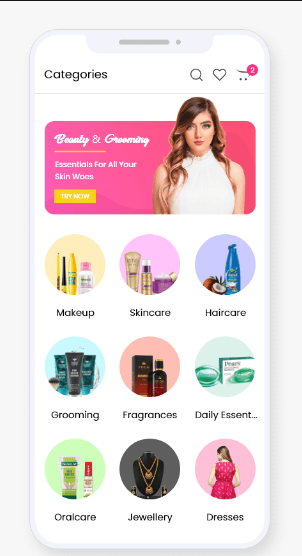 Categories
2
Beauty & Grooming
Essentials For All Your
Skin Woes
TRY NOW
Makeup
Skincare
Haircare
Grooming
Fragrances
Daily Essent...
Pears
Oralcare
Jewellery
Dresses